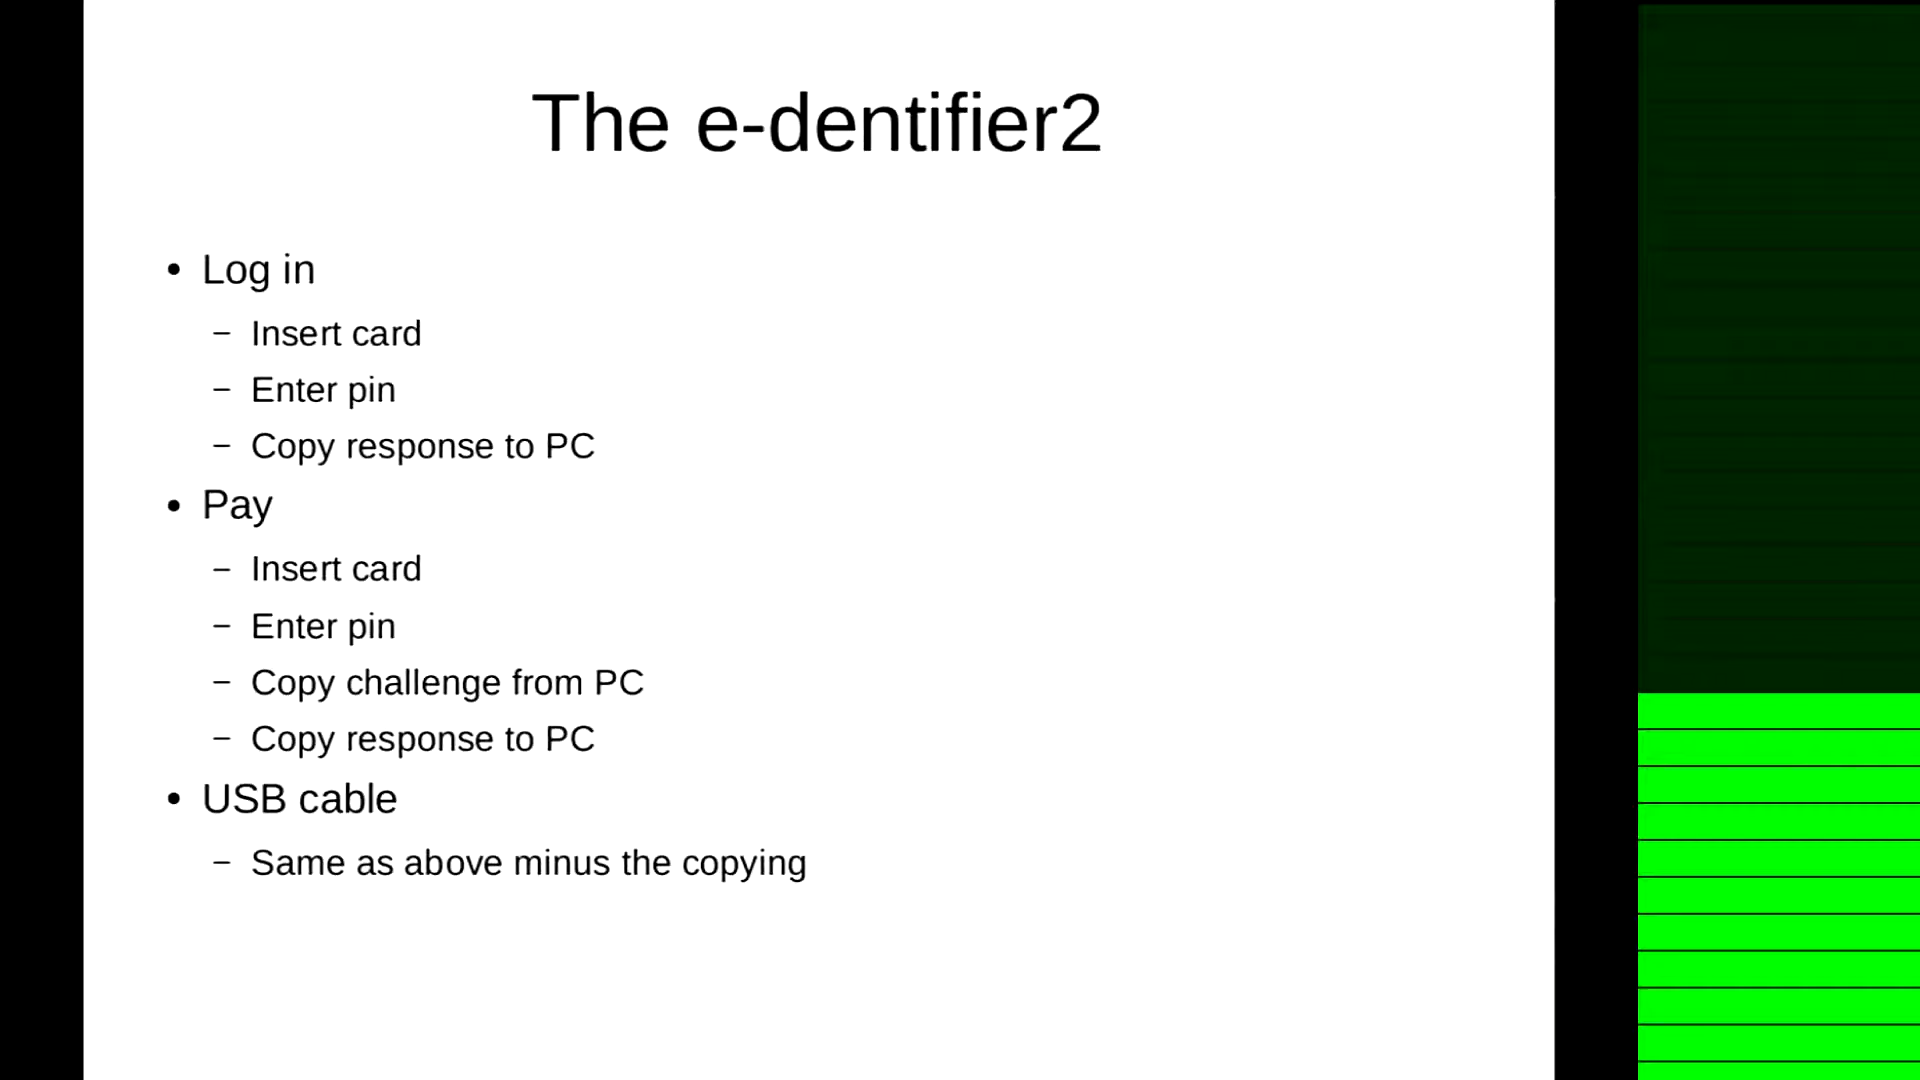 The e-dentifier2
• Log in
– Insert card
– Enter pin
– Copy response to PC
• Pay
– Insert card
– Enter pin
– Copy challenge from PC
– Copy response to PC
• USB cable
– Same as above minus the copying